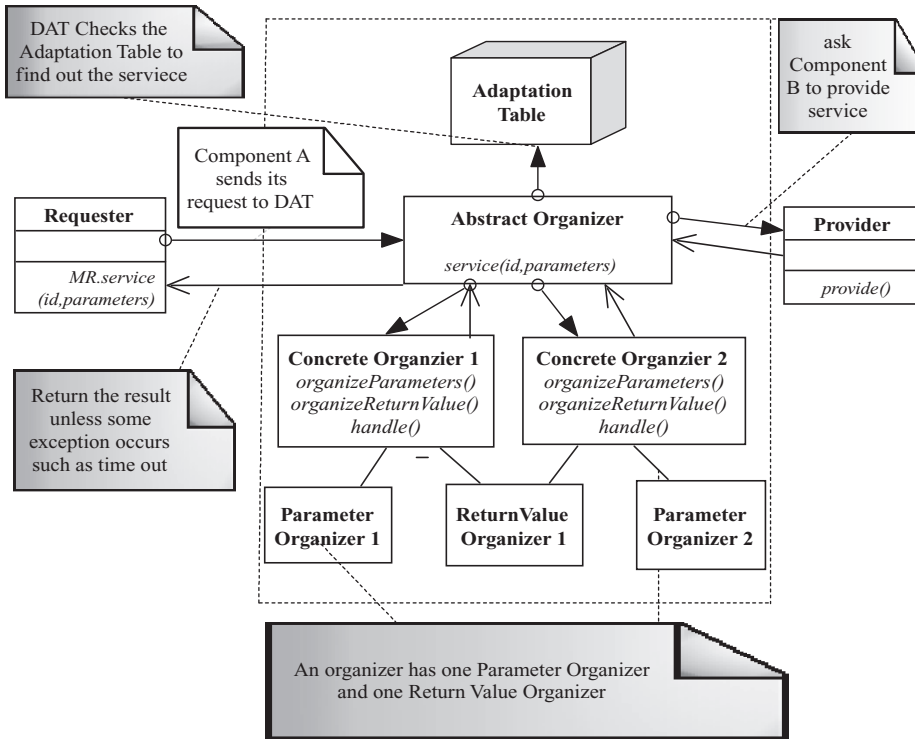 DAT Checks the
Adaptation Table to
find out the serviece
ask
Component
B to provide
service
Adaptation
Table
Component A
sends its
request to DAT
Requester
MR.service
(id,parameters)
Abstract Organizer
service(id,parameters)
Provider
provide()
Return the result
unless some
exception occurs
such as time out
Concrete Organzier 1
organizeParameters()
organizeReturnValue()
handle()
Concrete Organzier 2
organizeParameters()
organizeReturnValue()
handle()
Parameter
Organizer 1
ReturnValue
Organizer 1
Parameter
Organizer 2
An organizer has one Parameter Organizer
and one Return Value Organizer